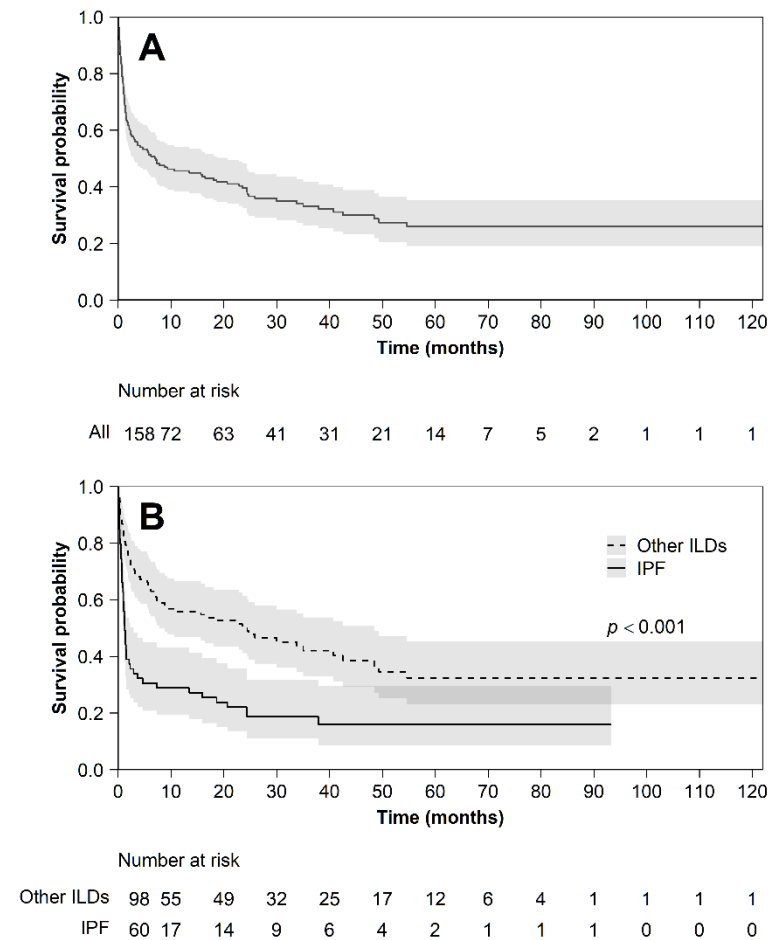 A
Survival probability
1.0
0.8
0.6
0.4
0.2
0.0
0 10 20 30 40 50 60 70 80 90 100 110 120
Time (months)
Number at risk
All 158 72 63 41 31 21 14 7 5 2 1 1 1
B
Survival probability
1.0
0.8
0.6
0.4
0.2
0.0
Other ILDs
IPF
p < 0.001
0 10 20 30 40 50 60 70 80 90 100 110 120
Time (months)
Number at risk
Other ILDs 98 55 49 32 25 17 12 6 4 1 1 1 1
IPF 60 17 14 9 6 4 2 1 1 1 0 0 0